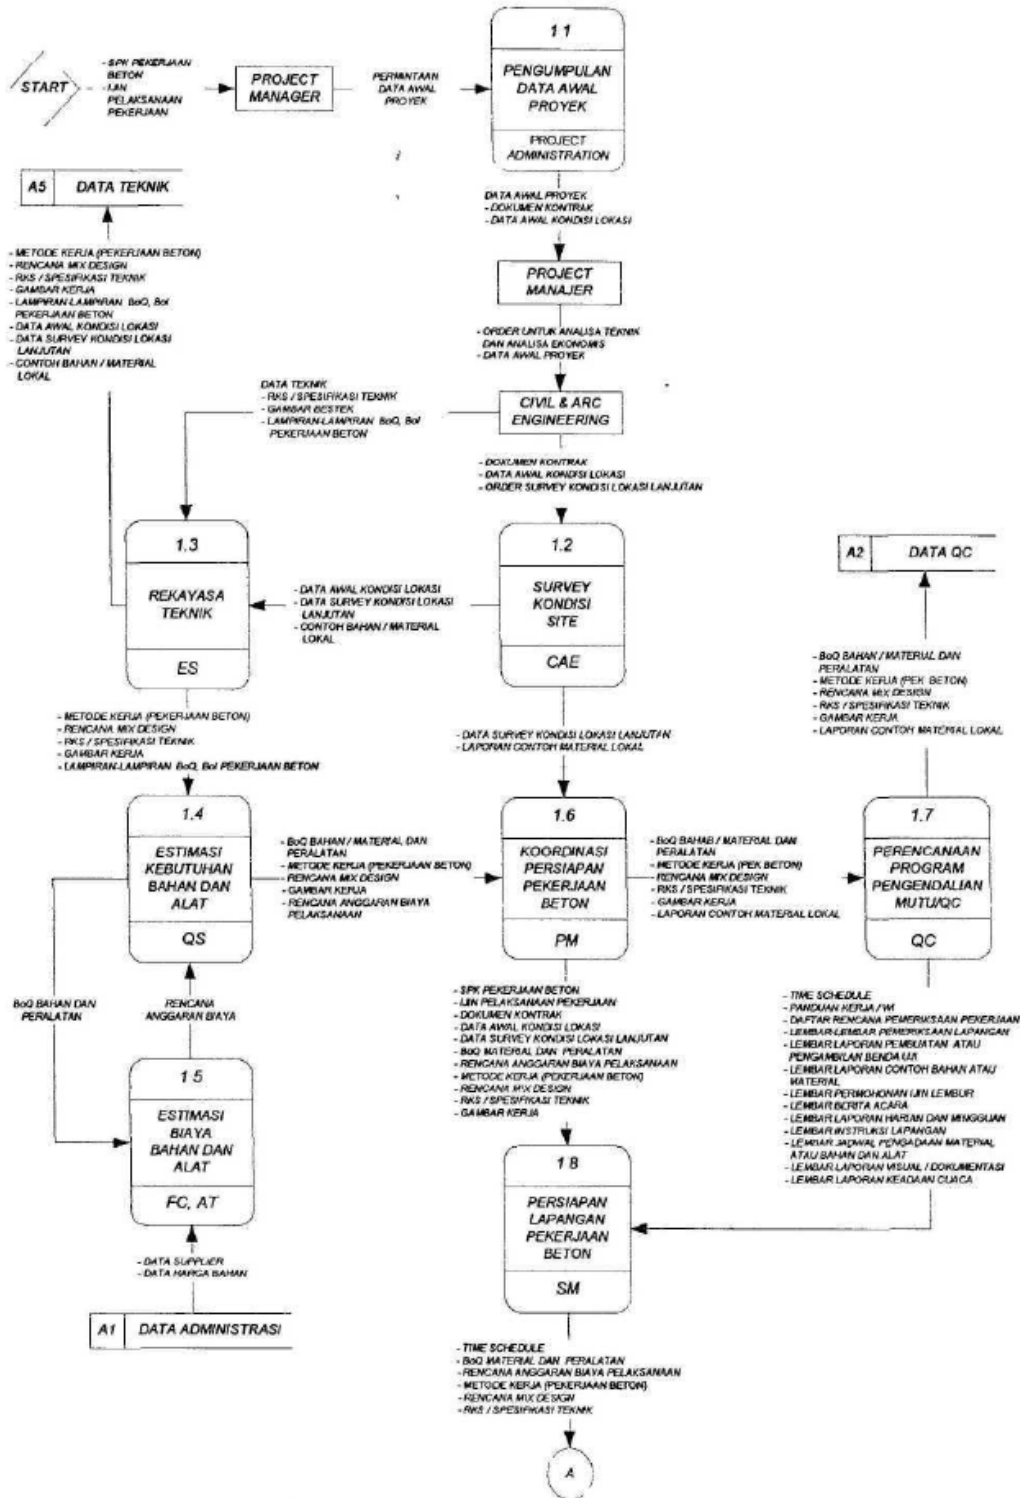 START
- SPK PEKERJAAN
BETON
- IJIN
PELAKSANAAN
PEKERJAAN
PROJECT
MANAGER
PERMINTAAN
DATA AWAL
PROYEK
1.1
PENGUMPULAN
DATA AWAL
PROYEK
PROJECT
ADMINISTRATION
A5 DATA TEKNIK
DATA AWAL PROYEK
- DOKUMEN KONTRAK
- DATA AWAL KONDISI LOKASI
- METODE KERJA (PEKERJAAN BETON)
- RENCANA MIX DESIGN
- RKS / SPESIFIKASI TEKNIK
- GAMBAR KERJA
- LAMPIRAN-LAMPIRAN BoQ, BoI
PEKERJAAN BETON
- DATA AWAL KONDISI LOKASI
- DATA SURVEY KONDISI LOKASI
LANJUTAN
- CONTOH BAHAN / MATERIAL
LOKAL
PROJECT
MANAJER
- ORDER UNTUK ANALISA TEKNIK
DAN ANALISA EKONOMIS
- DATA AWAL PROYEK
DATA TEKNIK
- RKS / SPESIFIKASI TEKNIK
- GAMBAR BESTEK
- LAMPIRAN-LAMPIRAN BoQ, BoI
PEKERJAAN BETON
CIVIL & ARC
ENGINEERING
- DOKUMEN KONTRAK
- DATA AWAL KONDISI LOKASI
- ORDER SURVEY KONDISI LOKASI LANJUTAN
1.3
REKAYASA
TEKNIK
ES
- DATA AWAL KONDISI LOKASI
- DATA SURVEY KONDISI LOKASI
LANJUTAN
- CONTOH BAHAN / MATERIAL
LOKAL
1.2
SURVEY
KONDISI
SITE
CAE
A2 DATA QC
- BoQ BAHAN / MATERIAL DAN
PERALATAN
- METODE KERJA (PEK BETON)
- RENCANA MIX DESIGN
- RKS / SPESIFIKASI TEKNIK
- GAMBAR KERJA
- LAPORAN CONTOH MATERIAL LOKAL
- METODE KERJA (PEKERJAAN BETON)
- RENCANA MIX DESIGN
- RKS / SPESIFIKASI TEKNIK
- GAMBAR KERJA
- LAMPIRAN-LAMPIRAN BoQ, BoI PEKERJAAN BETON
- DATA SURVEY KONDISI LOKASI LANJUTAN
- LAPORAN CONTOH MATERIAL LOKAL
1.4
ESTIMASI
KEBUTUHAN
BAHAN DAN
ALAT
QS
- BoQ BAHAN / MATERIAL DAN
PERALATAN
- METODE KERJA (PEKERJAAN BETON)
- RENCANA MIX DESIGN
- GAMBAR KERJA
- RENCANA ANGGARAN BIAYA
PELAKSANAAN
1.6
KOORDINASI
PERSIAPAN
PEKERJAAN
BETON
PM
- BoQ BAHAB / MATERIAL DAN
PERALATAN
- METODE KERJA (PEK BETON)
- RENCANA MIX DESIGN
- RKS / SPESIFIKASI TEKNIK
- GAMBAR KERJA
- LAPORAN CONTOH MATERIAL LOKAL
1.7
PERENCANAAN
PROGRAM
PENGENDALIAN
MUTU/QC
QC
BoQ BAHAN DAN
PERALATAN
RENCANA
ANGGARAN BIAYA
- SPK PEKERJAAN BETON
- IJIN PELAKSANAAN PEKERJAAN
- DOKUMEN KONTRAK
- DATA AWAL KONDISI LOKASI
- DATA SURVEY KONDISI LOKASI LANJUTAN
- BoQ MATERIAL DAN PERALATAN
- RENCANA ANGGARAN BIAYA PELAKSANAAN
- METODE KERJA (PEKERJAAN BETON)
- RENCANA MIX DESIGN
- RKS / SPESIFIKASI TEKNIK
- GAMBAR KERJA
- TIME SCHEDULE
- PANDUAN KERJA / WI
- DAFTAR RENCANA PEMERIKSAAN PEKERJAAN
- LEMBAR-LEMBAR PEMERIKSAAN LAPANGAN
- LEMBAR LAPORAN PEMBUATAN ATAU
PENGAMBILAN BENDA UJI
- LEMBAR LAPORAN CONTOH BAHAN ATAU
MATERIAL
- LEMBAR PERMOHONAN IJIN LEMBUR
- LEMBAR BERITA ACARA
- LEMBAR LAPORAN HARIAN DAN MINGGUAN
- LEMBAR INSTRUKSI LAPANGAN
- LEMBAR JADWAL PENGADAAN MATERIAL
ATAU BAHAN DAN ALAT
- LEMBAR LAPORAN VISUAL / DOKUMENTASI
- LEMBAR LAPORAN KEADAAN CUACA
1.5
ESTIMASI
BIAYA
BAHAN DAN
ALAT
FC, AT
- DATA SUPPLIER
- DATA HARGA BAHAN
A1 DATA ADMINISTRASI
1.8
PERSIAPAN
LAPANGAN
PEKERJAAN
BETON
SM
- TIME SCHEDULE
- BoQ MATERIAL DAN PERALATAN
- RENCANA ANGGARAN BIAYA PELAKSANAAN
- METODE KERJA (PEKERJAAN BETON)
- RENCANA MIX DESIGN
- RKS / SPESIFIKASI TEKNIK
A